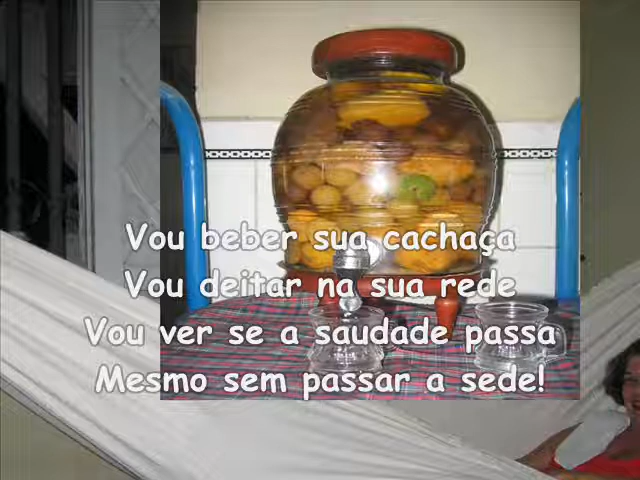 Vou beber sua cachaça
Vou deitar na sua rede
Vou ver se a saudade passa
Mesmo sem passar a sede!